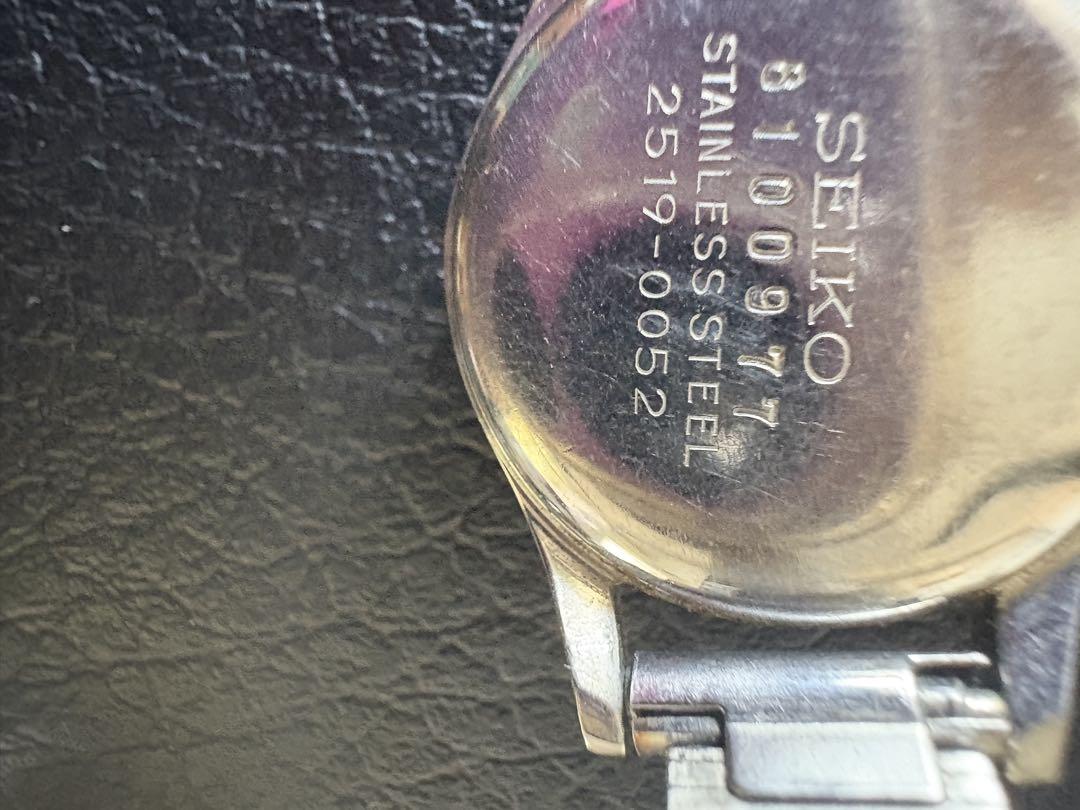 SEIKO
8100977
STAINLESS STEEL
2519-0052